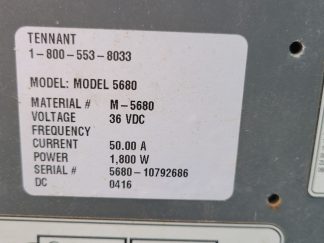 TENNANT
1-800-553-8033
MODEL: MODEL 5680
MATERIAL # M-5680
VOLTAGE 36 VDC
FREQUENCY
CURRENT 50.00 A
POWER 1,800 W
SERIAL # 5680-10792686
DC 0416